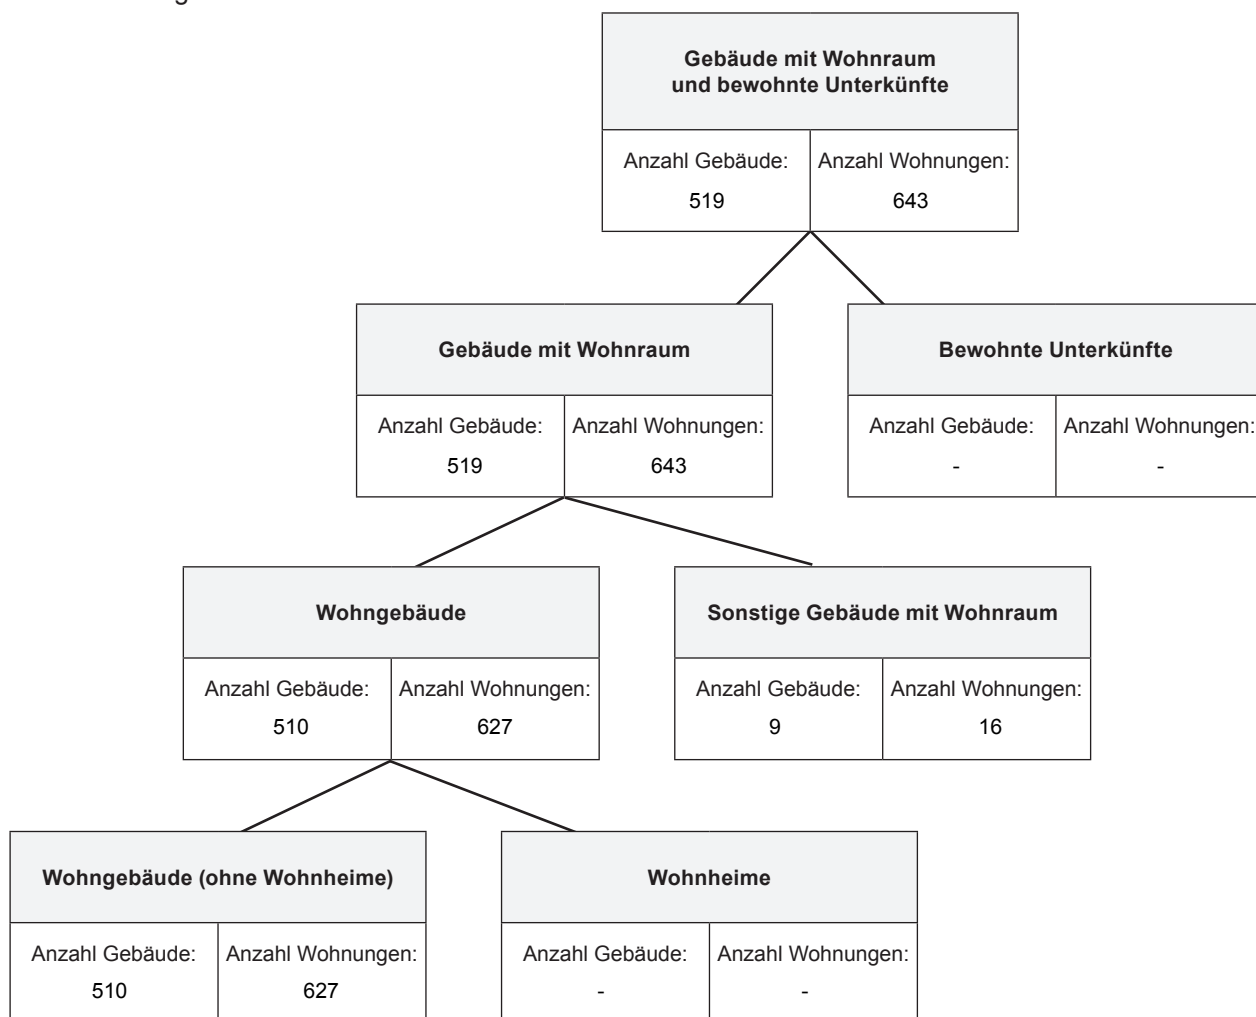 Gebäude mit Wohnraum
und bewohnte Unterkünfte
Anzahl Gebäude: Anzahl Wohnungen:
519 643
Gebäude mit Wohnraum Bewohnte Unterkünfte
Anzahl Gebäude: Anzahl Wohnungen: Anzahl Gebäude: Anzahl Wohnungen:
519 643 - -
Wohngebäude Sonstige Gebäude mit Wohnraum
Anzahl Gebäude: Anzahl Wohnungen: Anzahl Gebäude: Anzahl Wohnungen:
510 627 9 16
Wohngebäude (ohne Wohnheime) Wohnheime
Anzahl Gebäude: Anzahl Wohnungen: Anzahl Gebäude: Anzahl Wohnungen:
510 627 - -